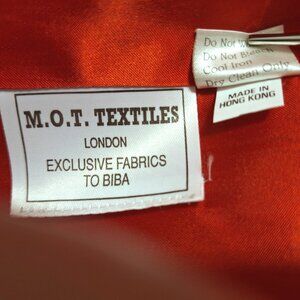 M.O.T. TEXTILES
LONDON
EXCLUSIVE FABRICS
TO BIBA
Do Not
Do Not Bleach
Cool Iron
Dry Clean Only
MADE IN
HONG KONG